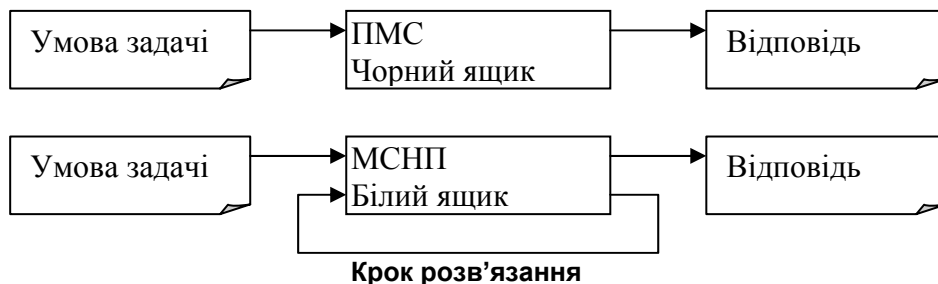 Умова задачі
ПМС
Чорний ящик
Відповідь
Умова задачі
МСНП
Білий ящик
Відповідь
Крок розв'язання